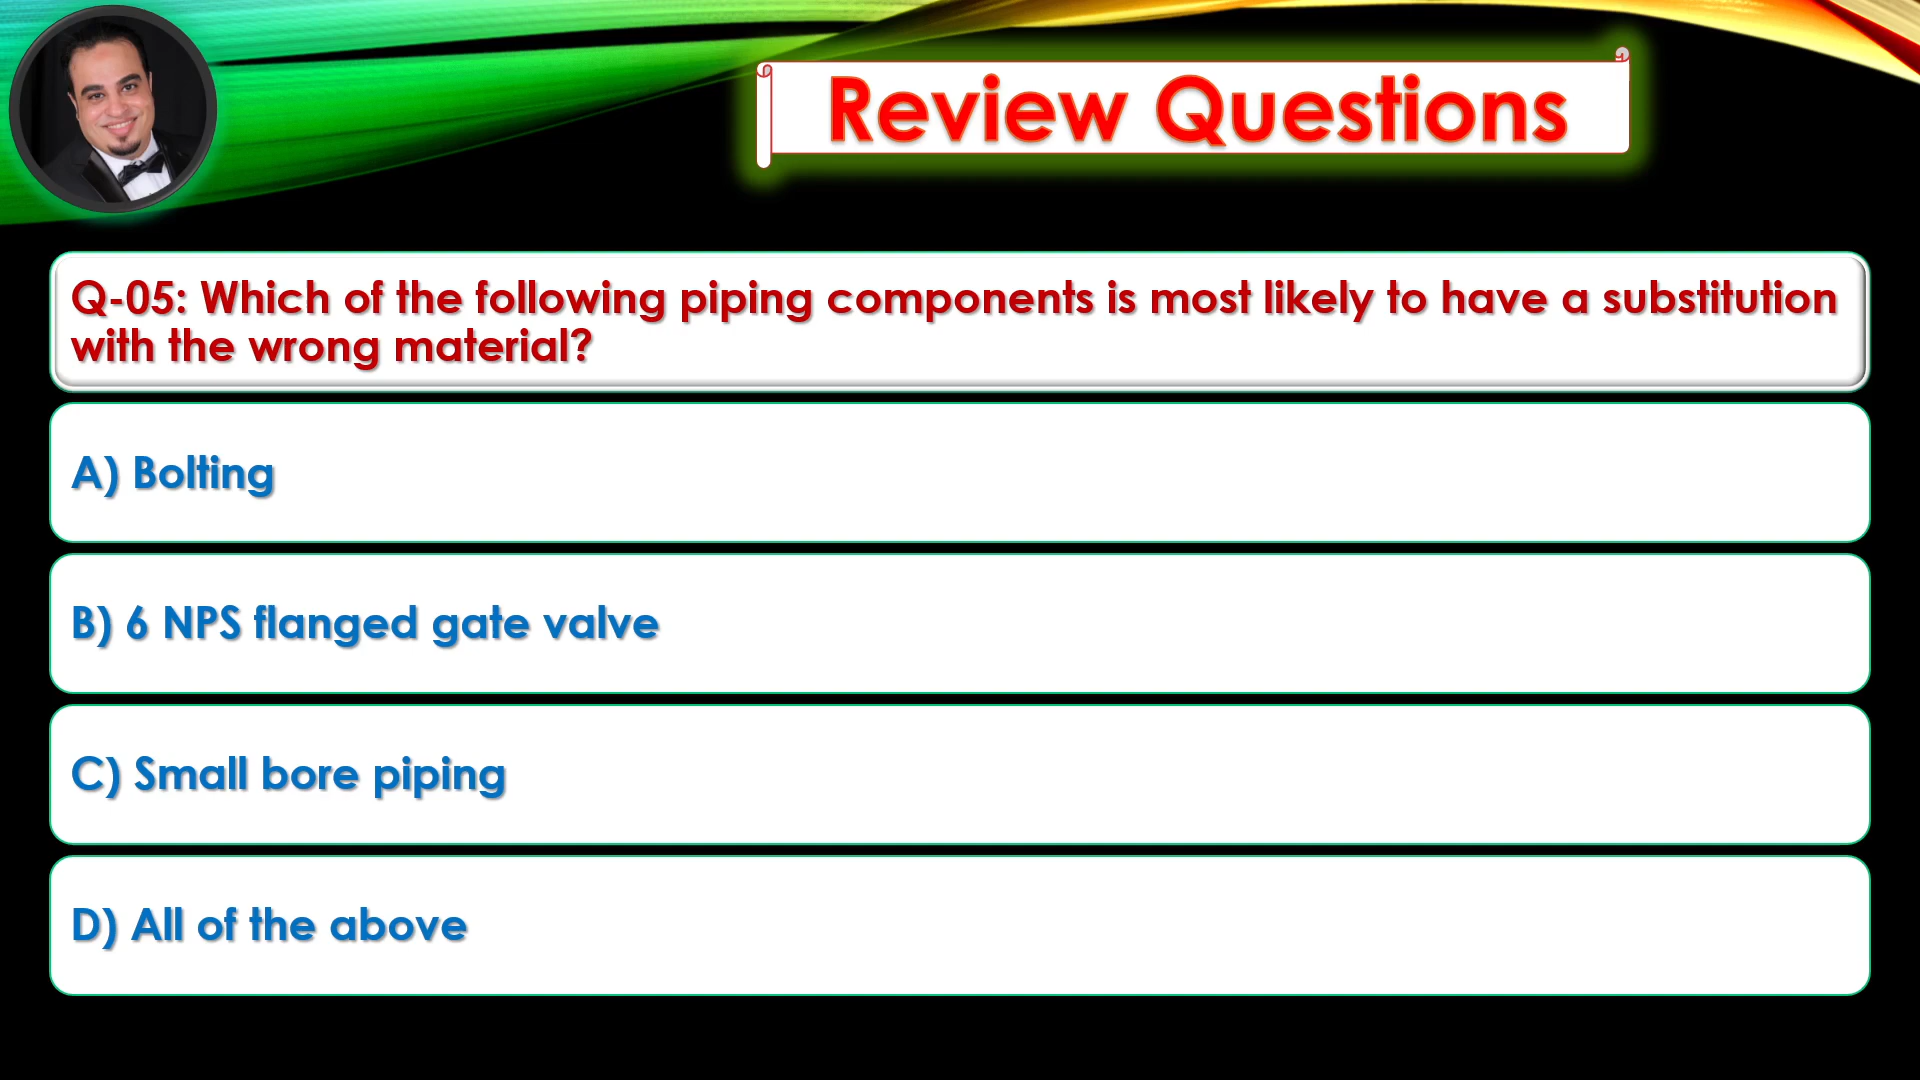 Review Questions
Q-05: Which of the following piping components is most likely to have a substitution
with the wrong material?
A) Bolting
B) 6 NPS flanged gate valve
C) Small bore piping
D) All of the above